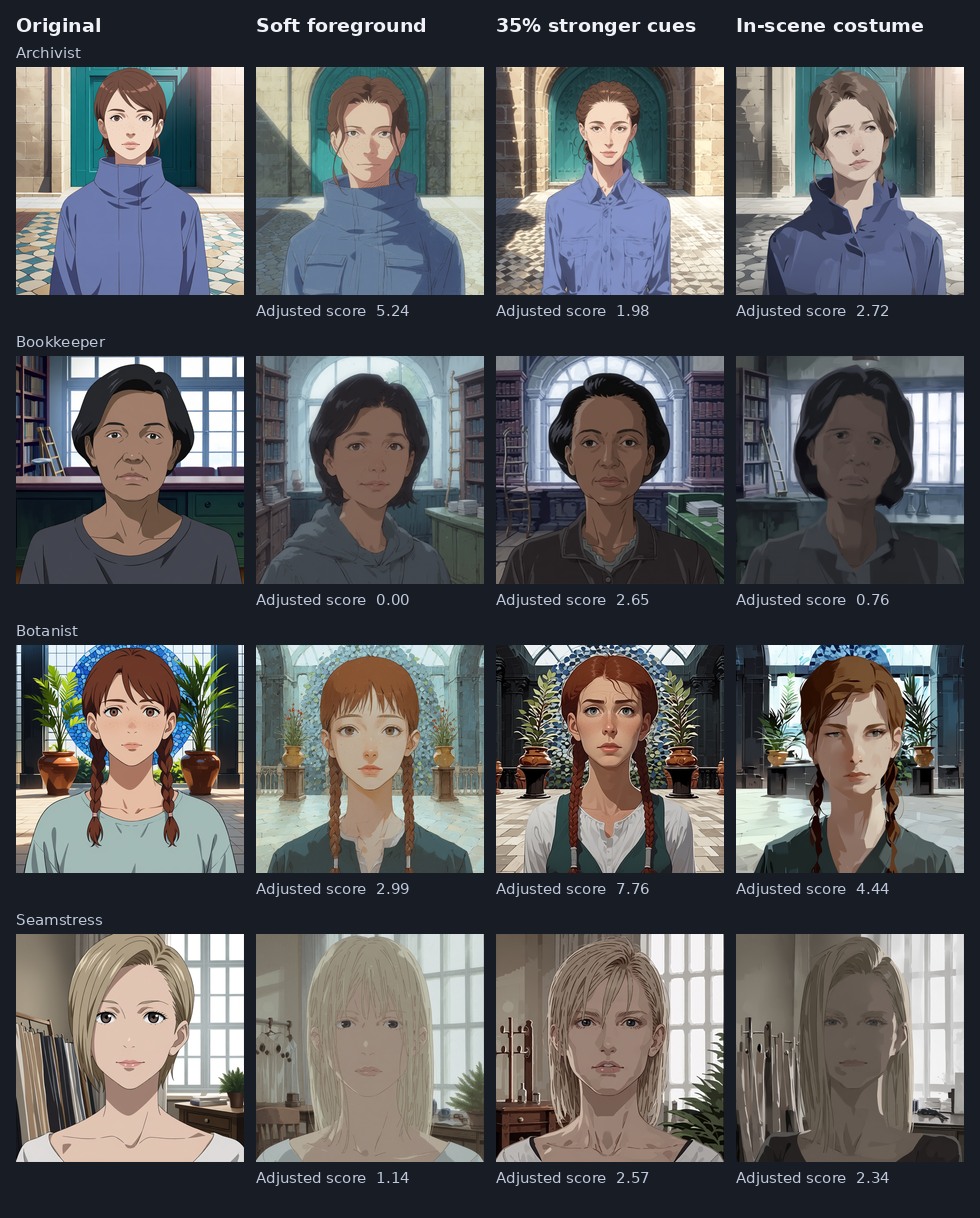 Original Soft foreground 35% stronger cues In-scene costume
Archivist
Adjusted score 5.24 Adjusted score 1.98 Adjusted score 2.72
Bookkeeper
Adjusted score 0.00 Adjusted score 2.65 Adjusted score 0.76
Botanist
Adjusted score 2.99 Adjusted score 7.76 Adjusted score 4.44
Seamstress
Adjusted score 1.14 Adjusted score 2.57 Adjusted score 2.34